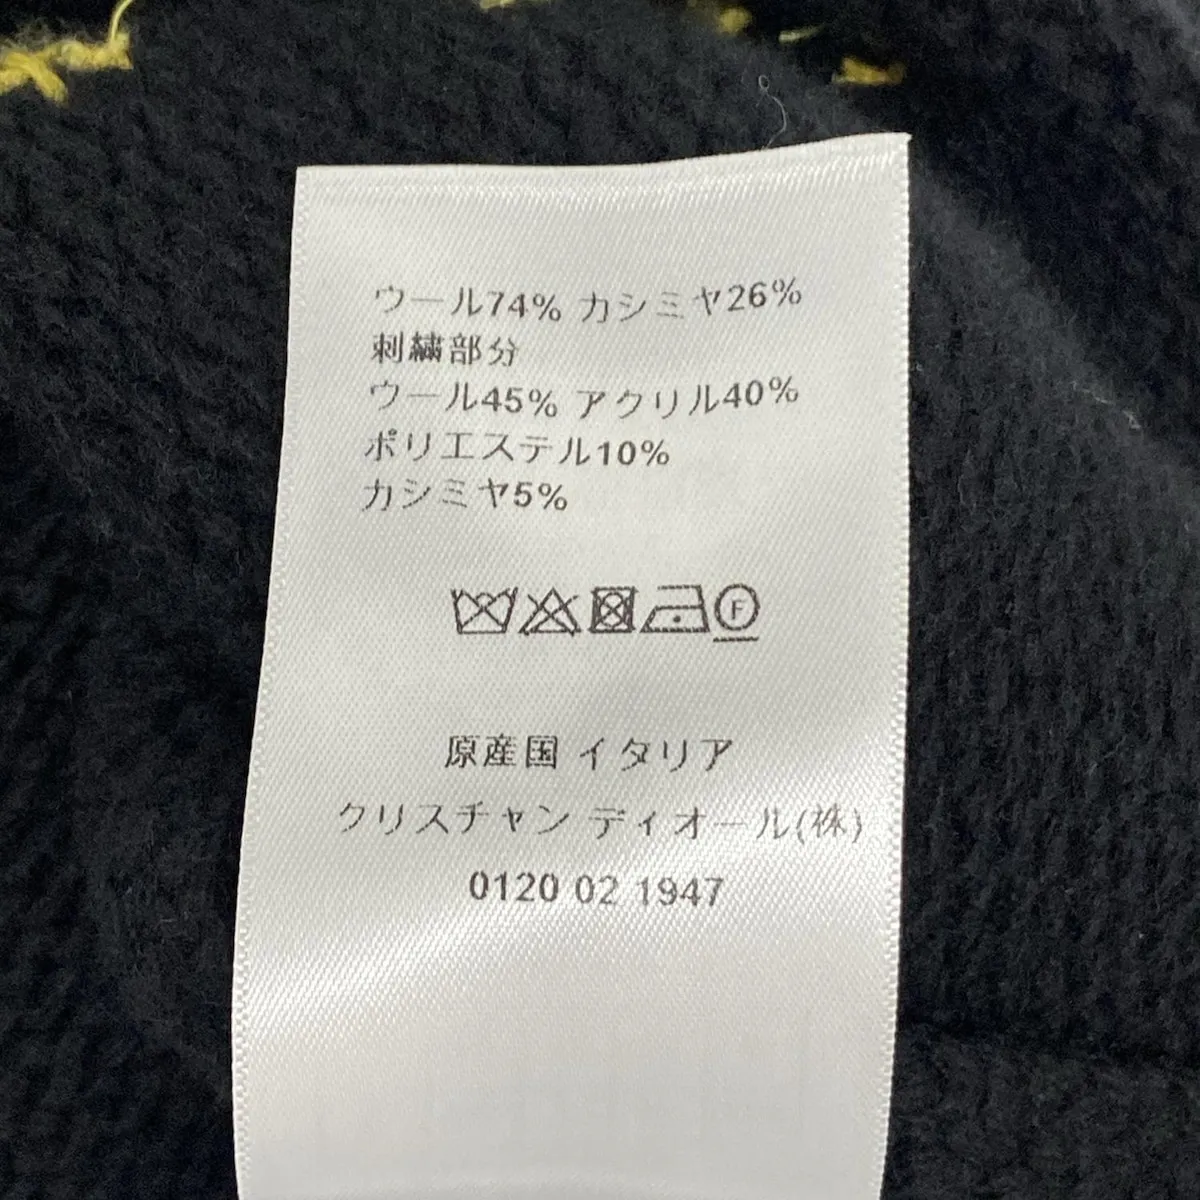 ウール74% カシミヤ26%
刺繍部分
ウール45% アクリル40%
ポリエステル10%
カシミヤ5%
F
原産国 イタリア
クリスチャン ディオール(株)
0120 02 1947